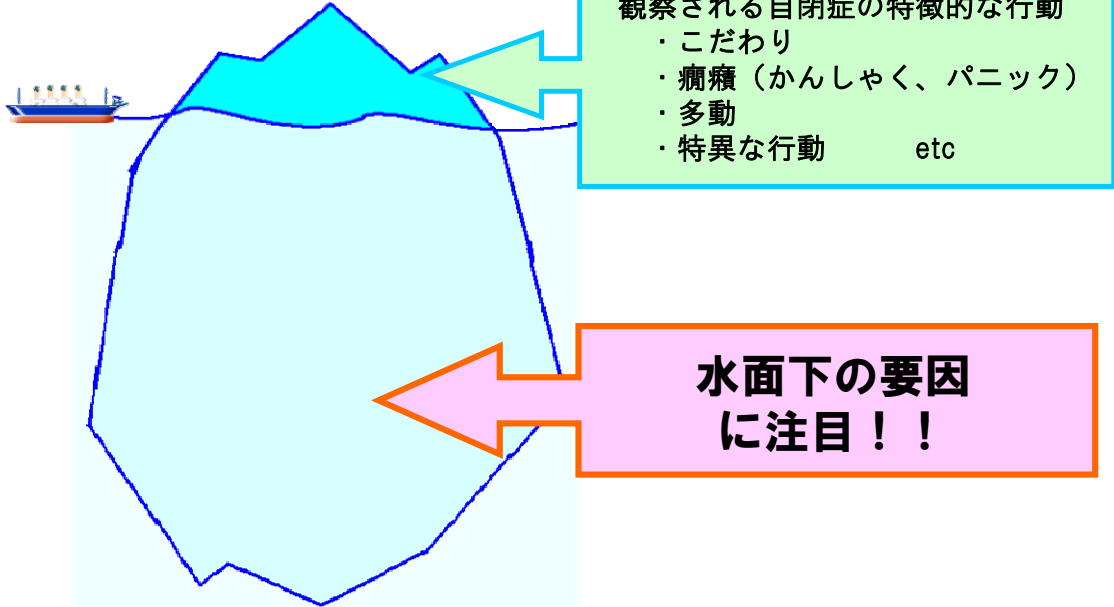 観察される自閉症の特徴的な行動
・こだわり
・癇癪（かんしゃく、パニック）
・多動
・特異な行動　　　etc
水面下の要因
に注目！！